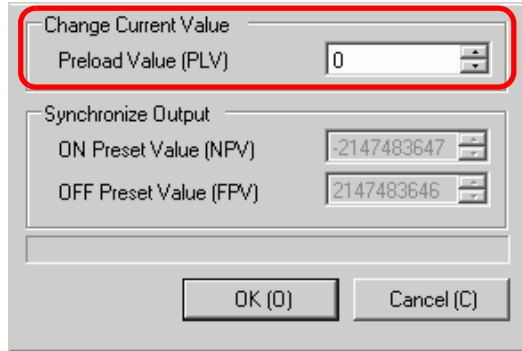 Change Current Value
Preload Value (PLV) 0
Synchronize Output
ON Preset Value (NPV) -2147483647
OFF Preset Value (FPV) 2147483646
OK (O) Cancel (C)